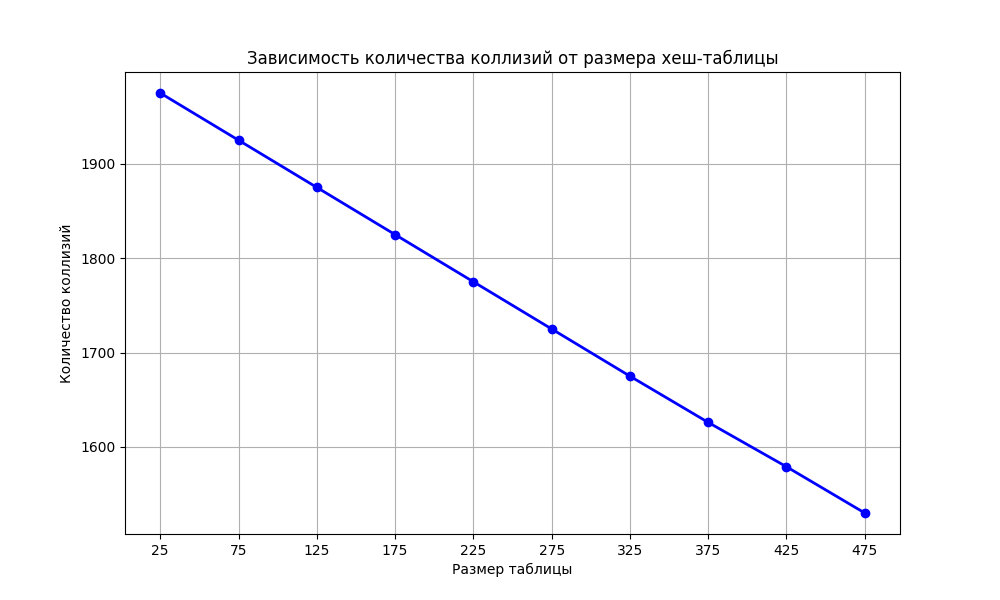 Зависимость количества коллизий от размера хеш-таблицы
Количество коллизий
1900
1800
1700
1600
25 75 125 175 225 275 325 375 425 475
Размер таблицы